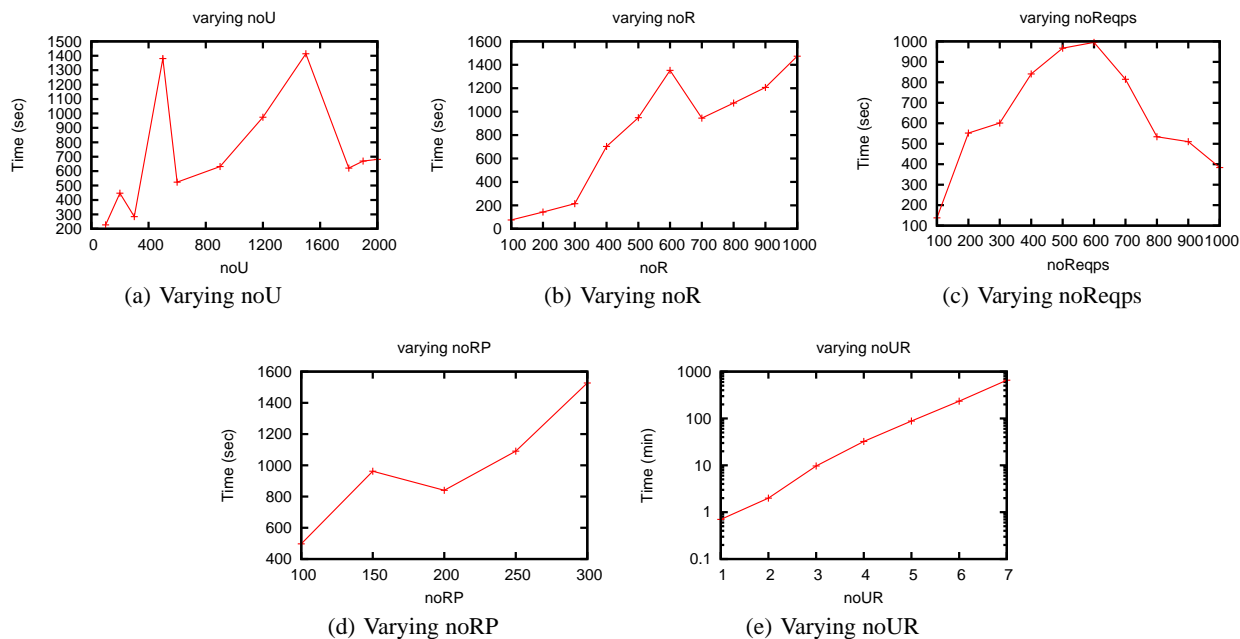 varying noU
1500
1400
1300
1200
1100
1000
900
800
700
600
500
400
300
200
Time (sec)
0 400 800 1200 1600 2000
noU
(a) Varying noU
varying noR
1600
1400
1200
1000
800
600
400
200
0
Time (sec)
100 200 300 400 500 600 700 800 900 1000
noR
(b) Varying noR
varying noReqps
1000
900
800
700
600
500
400
300
200
100
Time (sec)
100 200 300 400 500 600 700 800 900 1000
noReqps
(c) Varying noReqps
varying noRP
1600
1400
1200
1000
800
600
400
Time (sec)
100 150 200 250 300
noRP
(d) Varying noRP
varying noUR
1000
100
10
1
0.1
Time (min)
1 2 3 4 5 6 7
noUR
(e) Varying noUR